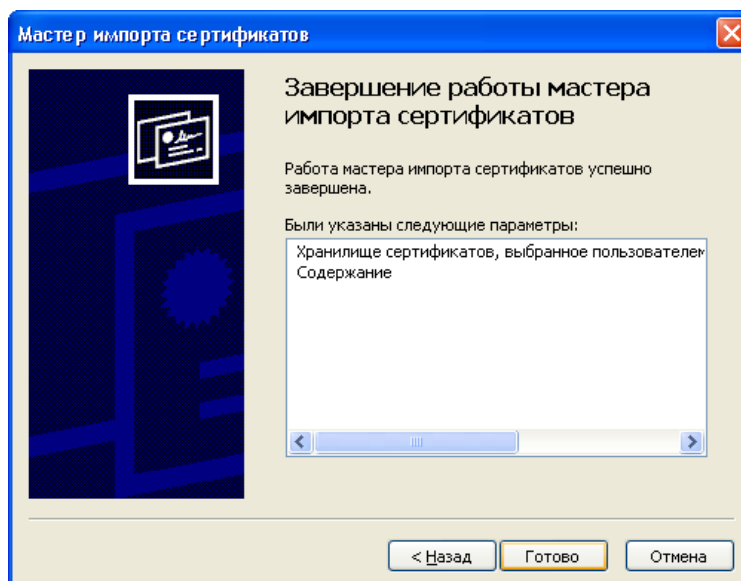 Мастер импорта сертификатов
Завершение работы мастера
импорта сертификатов
Работа мастера импорта сертификатов успешно
завершена.
Были указаны следующие параметры:
Хранилище сертификатов, выбранное пользователем
Содержание
< Назад
Готово
Отмена